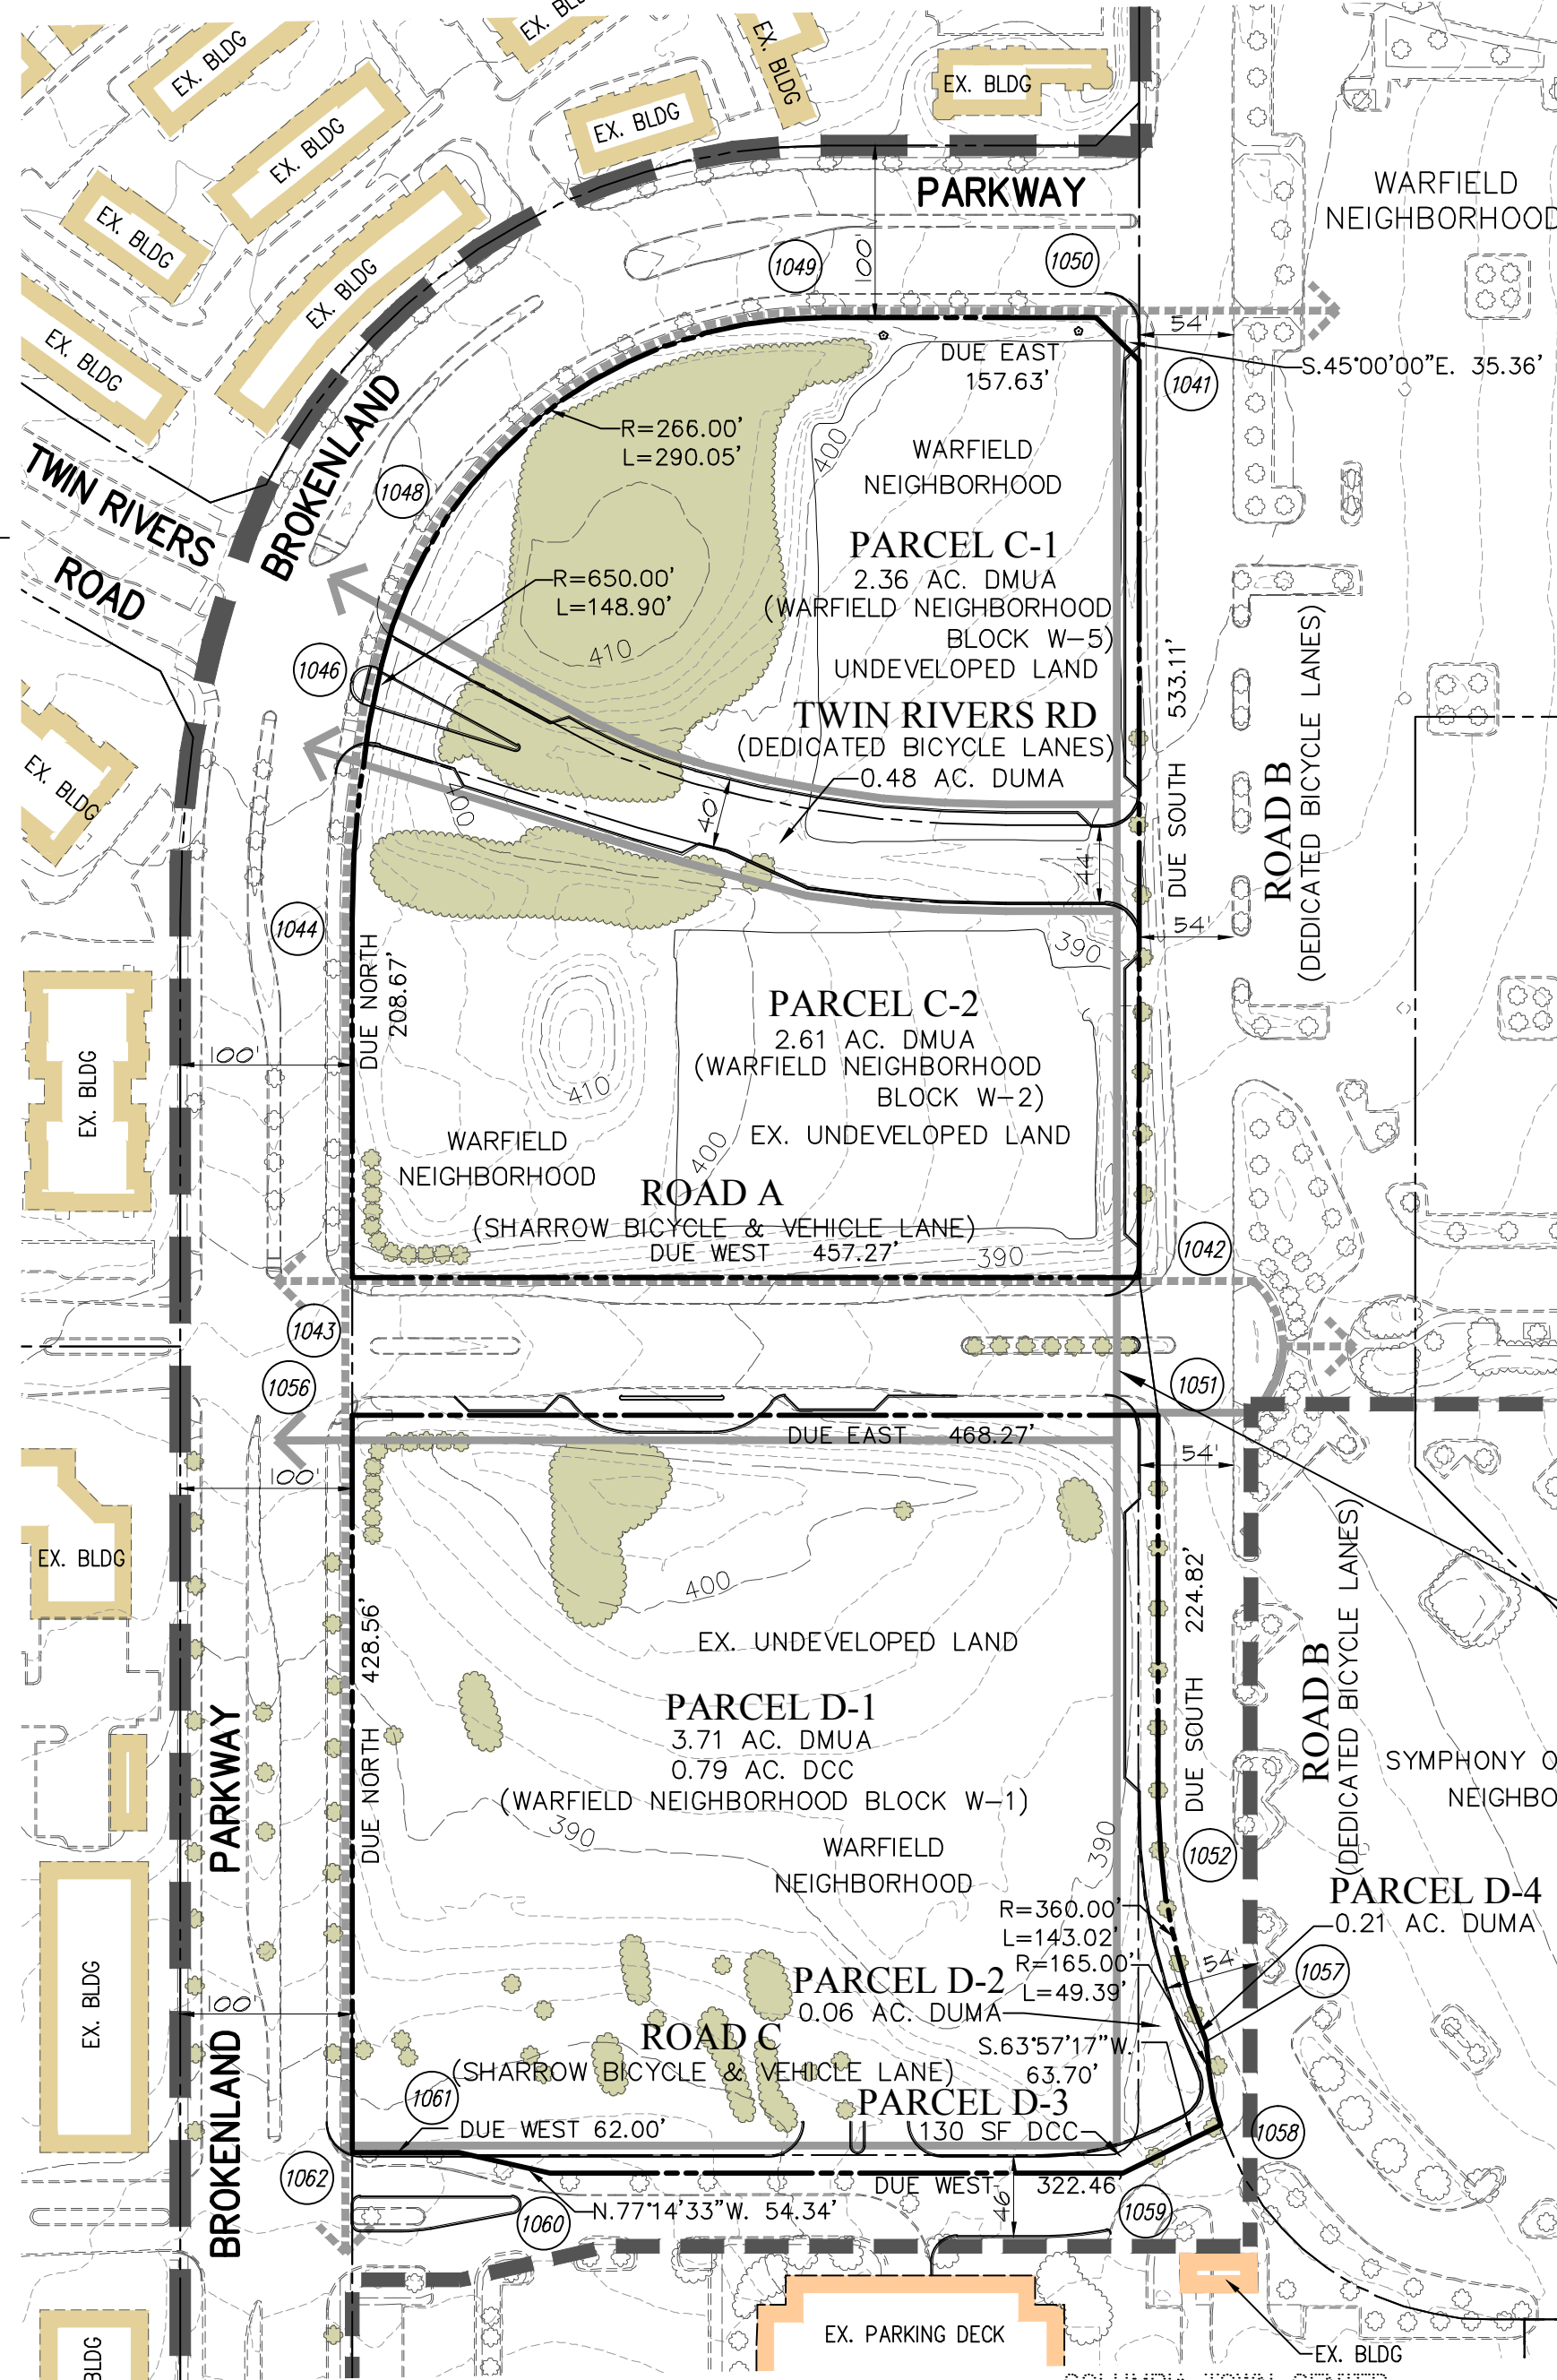 EX. BLDG
EX. BLDG
EX. BLDG
EX. BLDG
EX. BLDG
EX. BLDG
EX. BLDG
EX. BLDG
EX. BLDG
PARKWAY
WARFIELD
NEIGHBORHOOD
1049
100'
1050
54'
DUE EAST
157.63'
S.45°00'00"E. 35.36'
1041
BROKENLAND
R=266.00'
L=290.05'
400
WARFIELD
NEIGHBORHOOD
TWIN RIVERS
ROAD
1048
PARCEL C-1
2.36 AC. DMUA
(WARFIELD NEIGHBORHOOD
BLOCK W-5)
UNDEVELOPED LAND
R=650.00'
L=148.90'
410
1046
533.11'
DUE SOUTH
TWIN RIVERS RD
(DEDICATED BICYCLE LANES)
0.48 AC. DUMA
ROAD B
(DEDICATED BICYCLE LANES)
EX. BLDG
400
40'
44'
1044
54'
390
DUE NORTH
208.67'
PARCEL C-2
2.61 AC. DMUA
(WARFIELD NEIGHBORHOOD
BLOCK W-2)
EX. UNDEVELOPED LAND
100'
EX. BLDG
410
400
WARFIELD
NEIGHBORHOOD
ROAD A
(SHARROW BICYCLE & VEHICLE LANE)
DUE WEST 457.27'
390
1042
1043
1056
1051
DUE EAST 468.27'
54'
100'
EX. BLDG
400
EX. UNDEVELOPED LAND
428.56'
DUE NORTH
224.82'
DUE SOUTH
ROAD B
(DEDICATED BICYCLE LANES)
PARCEL D-1
3.71 AC. DMUA
0.79 AC. DCC
(WARFIELD NEIGHBORHOOD BLOCK W-1)
390
390
WARFIELD
NEIGHBORHOOD
PARKWAY
SYMPHONY O
NEIGHBO
1052
PARCEL D-4
0.21 AC. DUMA
R=360.00'
L=143.02'
R=165.00'
L=49.39'
54'
1057
EX. BLDG
100'
PARCEL D-2
0.06 AC. DUMA
S.63°57'17"W.
63.70'
ROAD C
(SHARROW BICYCLE & VEHICLE LANE)
PARCEL D-3
130 SF DCC
1061
DUE WEST 62.00'
1058
1062
DUE WEST 322.46'
46'
1059
N.77°14'33"W. 54.34'
1060
BROKENLAND
EX. PARKING DECK
EX. BLDG
BLDG